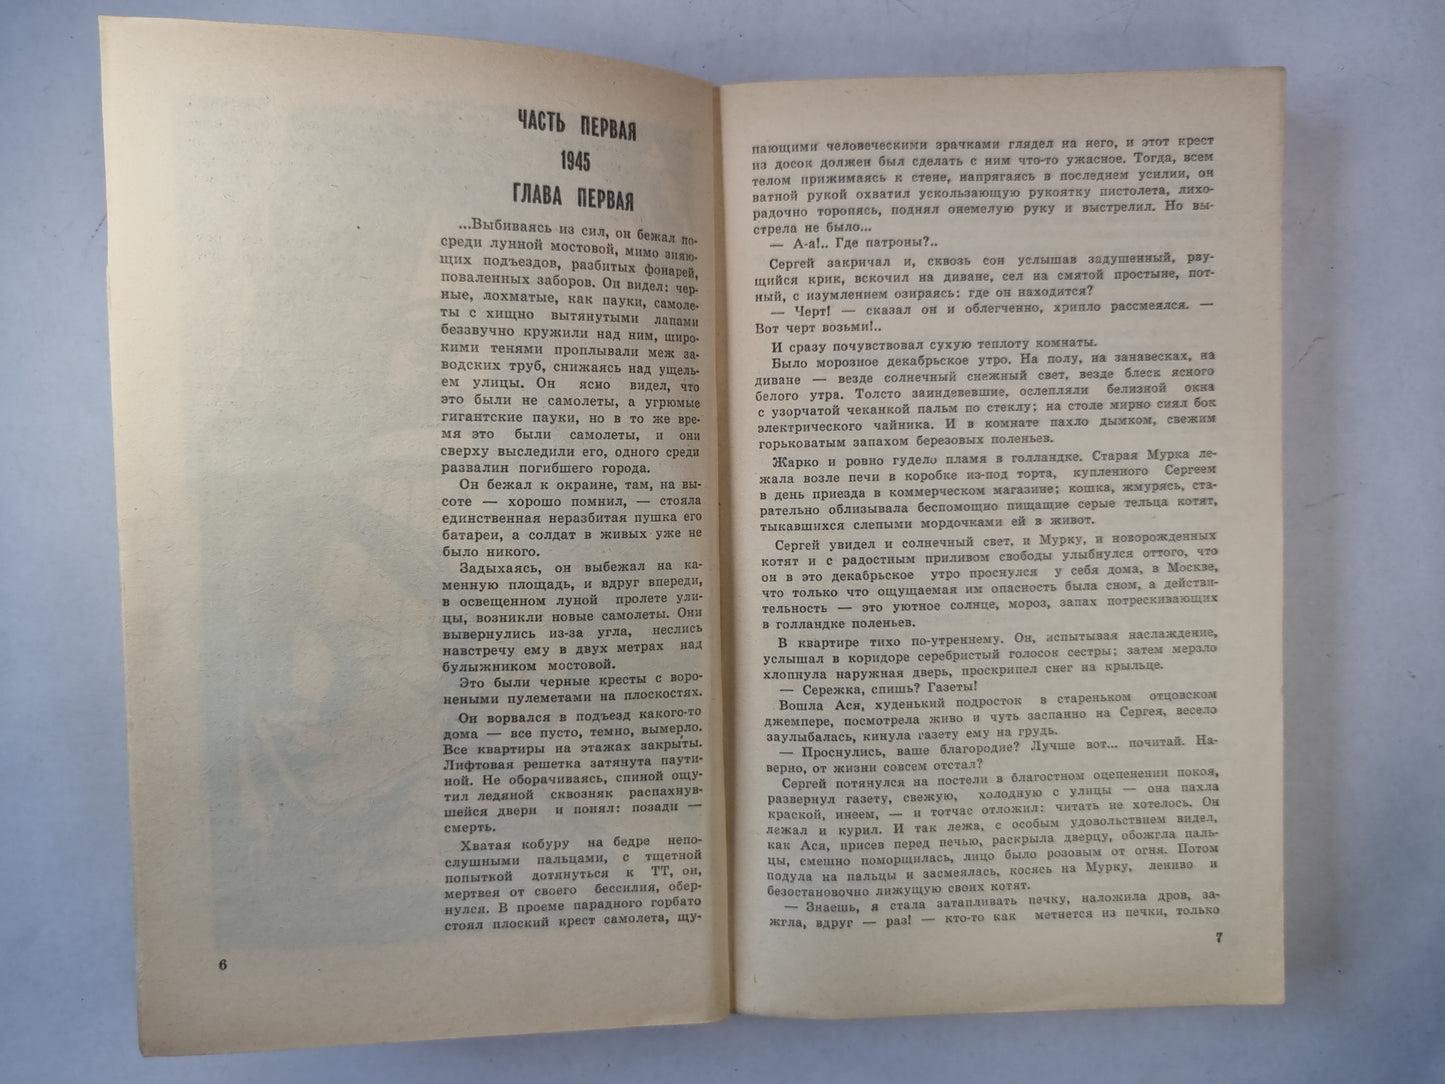 ЧАСТЬ ПЕРВАЯ
1945
ГЛАВА ПЕРВАЯ
...Выбиваясь из сил, он бежал по-
среди лунной мостовой, мимо зияю-
щих подъездов, разбитых фонарей,
поваленных заборов. Он видел: чер-
ные, лохматые, как пауки, самоле-
ты с хищно вытянутыми лапами
беззвучно кружили над ним, широ-
кими тенями проплывали меж за-
водских труб, снижаясь над ущель-
ем улицы. Он ясно видел, что
это были не самолеты, а угрюмые
гигантские пауки, но в то же вре-
мя это были самолеты, и они
сверху выследили его, одного среди
развалин погибшего города.
Он бежал к окраине, там, на вы-
соте — хорошо помнил, — стояла
единственная неразбитая пушка его
батареи, а солдат в живых уже не
было никого.
Задыхаясь, он выбежал на ка-
менную площадь, и вдруг впереди,
в освещенном луной пролете ули-
цы, возникли новые самолеты. Они
вывернулись из-за угла, неслись
навстречу ему в двух метрах над
булыжником мостовой.
Это были черные кресты с воро-
неными пулеметами на плоскостях.
Он ворвался в подъезд какого-то
дома — все пусто, темно, вымерло.
Все квартиры на этажах закрыты.
Лифтовая решетка затянута паути-
ной. Не оборачиваясь, спиной ощу-
тил ледяной сквозняк распахнув-
шейся двери и понял: позади —
смерть.
Хватая кобуру на бедре непо-
слушными пальцами, с тщетной
попыткой дотянуться к ТТ, он,
мертвея от своего бессилия, обер-
нулся. В проеме парадного горбато
стоял плоский крест самолета, щу-
6
пающими человеческими зрачками глядел на него, и этот крест
из досок должен был сделать с ним что-то ужасное. Тогда, всем
телом прижимаясь к стене, напрягаясь в последнем усилии, он
ватной рукой охватил ускользающую рукоятку пистолета, лихо-
радочно торопясь, поднял онемелую руку и выстрелил. Но вы-
стрела не было...
— А-а!.. Где патроны?..
Сергей закричал и, сквозь сон услышав задушенный, рву-
щийся крик, вскочил на диване, сел на смятой простыне, пот-
ный, с изумлением озираясь: где он находится?
— Черт! — сказал он и облегченно, хрипло рассмеялся. —
Вот черт возьми!..
И сразу почувствовал сухую теплоту комнаты.
Было морозное декабрьское утро. На полу, на занавесках, на
диване — везде солнечный снежный свет, везде блеск ясного
белого утра. Толсто заиндевевшие, ослепляли белизной окна
с узорчатой чеканкой пальм по стеклу; на столе мирно сиял бок
электрического чайника. И в комнате пахло дымком, свежим
горьковатым запахом березовых поленьев.
Жарко и ровно гудело пламя в голландке. Старая Мурка ле-
жала возле печи в коробке из-под торта, купленного Сергеем
в день приезда в коммерческом магазине; кошка, жмурясь, ста-
рательно облизывала беспомощно пищащие серые тельца котят,
тыкавшихся слепыми мордочками ей в живот.
Сергей увидел и солнечный свет, и Мурку, и новорожденных
котят и с радостным приливом свободы улыбнулся оттого, что
он в это декабрьское утро проснулся у себя дома, в Москве,
что только что ощущаемая им опасность была сном, а действи-
тельность — это уютное солнце, мороз, запах потрескивающих
в голландке поленьев.
В квартире тихо по-утреннему. Он, испытывая наслаждение,
услышал в коридоре серебристый голосок сестры; затем мерзло
хлопнула наружная дверь, проскрипел снег на крыльце.
— Сережка, спишь? Газеты!
Вошла Ася, худенький подросток в стареньком отцовском
джемпере, посмотрела живо и чуть заспанно на Сергея, весело
заулыбалась, кинула газету ему на грудь.
— Проснулись, ваше благородие? Лучше вот... почитай. На-
верно, от жизни совсем отстал?
Сергей потянулся на постели в благостном оцепенении покоя,
развернул газету, свежую, холодную с улицы — она пахла
краской, инеем, — и тотчас отложил: читать не хотелось. Он
лежал и курил. И так лежа, с особым удовольствием видел,
как Ася, присев перед печью, раскрыла дверцу, обожгла паль-
цы, смешно поморщилась, лицо было розовым от огня. Потом
подула на пальцы и засмеялась, косясь на Мурку, лениво и
безостановочно лижущую своих котят.
— Знаешь, я стала затапливать печку, наложила дров, за-
жгла, вдруг — раз! — кто-то как метнется из печки, только
7